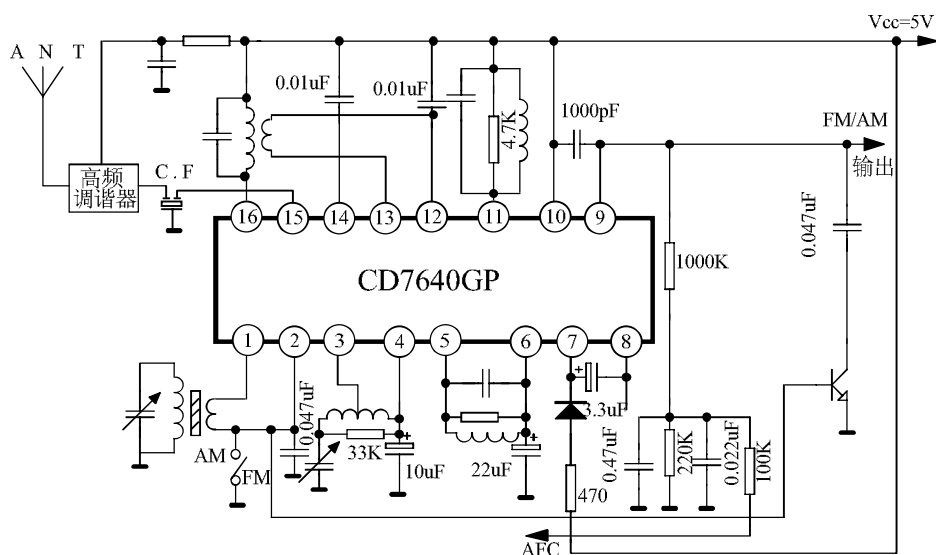 Vcc=5V
A N T
0.01uF
0.01uF
4.7K
1000pF
FM/AM
输出
高频
调谐器
C.F
16
15
14
13
12
11
10
9
0.047uF
1000K
CD7640GP
1
2
3
4
5
6
7
8
0.047uF
3.3uF
AM
FM
33K
10uF
22uF
470
0.47uF
220K
0.022uF
100K
AFC